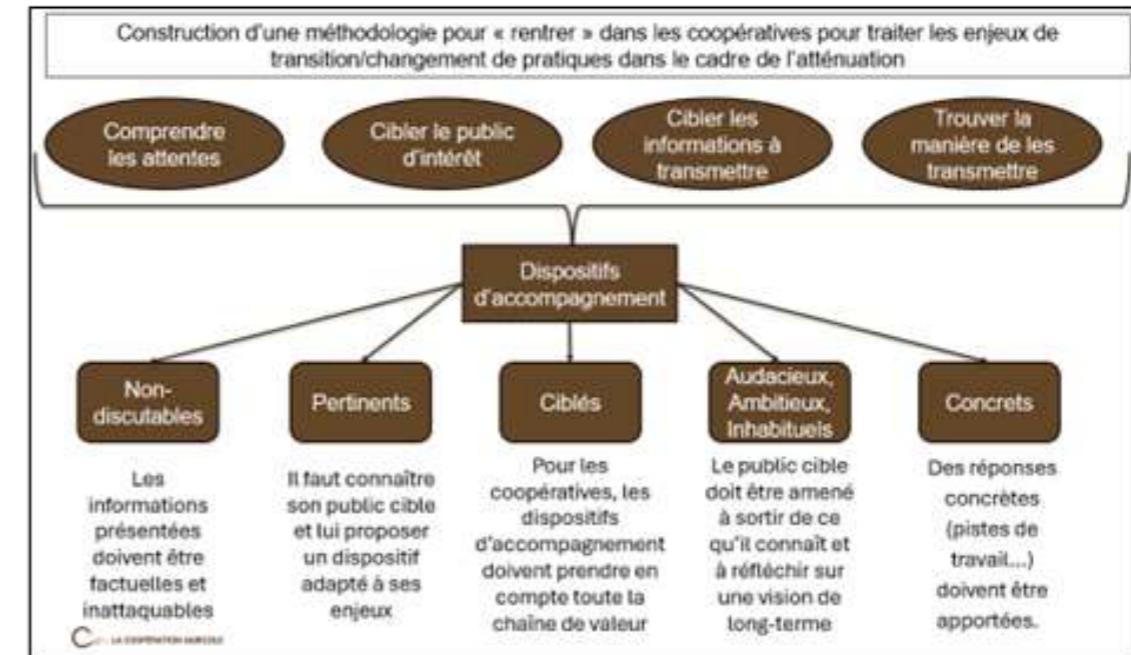 Construction d'une méthodologie pour « rentrer » dans les coopératives pour traiter les enjeux de
transition/changement de pratiques dans le cadre de l'atténuation
Comprendre
les attentes
Cibler le public
d'intérêt
Cibler les
informations à
transmettre
Trouver la
manière de les
transmettre
Dispositifs
d'accompagnement
Non-
discutables
Pertinents
Ciblés
Audacieux,
Ambitieux,
Inhabituels
Concrets
Les
informations
présentées
doivent être
factuelles et
inattaquables
Il faut connaître
son public cible
et lui proposer
un dispositif
adapté à ses
enjeux
Pour les
coopératives, les
dispositifs
d'accompagnement
doivent prendre en
compte toute la
chaîne de valeur
Le public cible
doit être amené
à sortir de ce
qu'il connaît et
à réfléchir sur
une vision de
long-terme
Des réponses
concrètes
(pistes de
travail...)
doivent être
apportées.
LA COOPÉRATION AGRICOLE